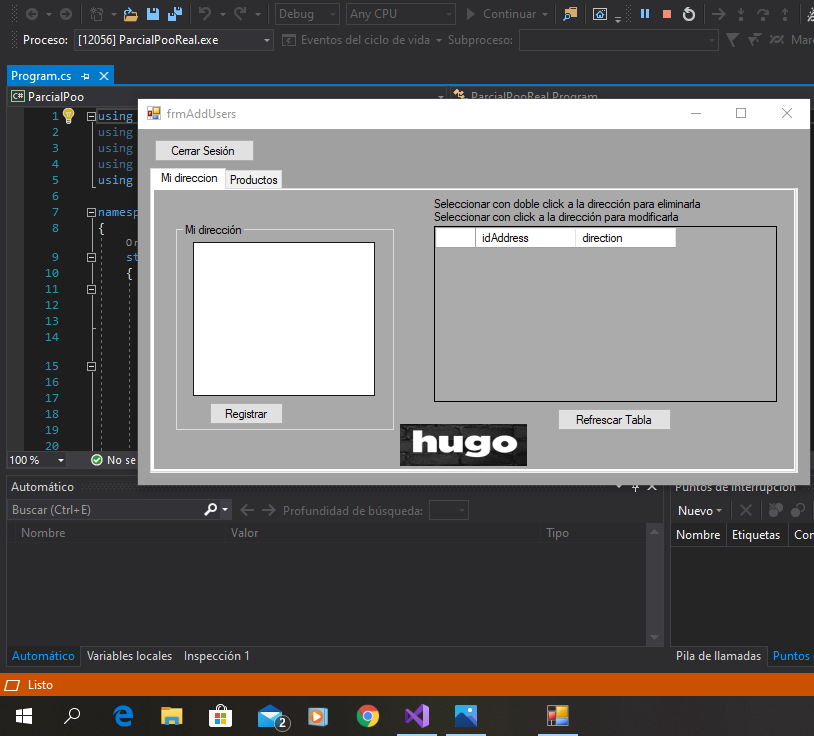 Debug Any CPU Continuar
Proceso: [12056] ParcialPooReal.exe Eventos del ciclo de vida Subproceso: Mar
Program.cs
C# ParcialPoo ParcialPooReal.Program
frmAddUsers
Cerrar Sesión
Mi direccion Productos
Seleccionar con doble click a la dirección para eliminarla
Seleccionar con click a la dirección para modificarla
Mi dirección
idAddress direction
Registrar
Refrescar Tabla
hugo
1 using
2 using
3 using
4 using
5 using
6
7 namesp
8 {
Or
9 st
10 {
11
12
13
14
15
16
17
18
19
20
100 % No se
Automático
Buscar (Ctrl+E) Profundidad de búsqueda:
Nombre Valor Tipo
Automático Variables locales Inspección 1
Puntos de interrupción
Nuevo
Nombre Etiquetas Con
Pila de llamadas Puntos
Listo
2